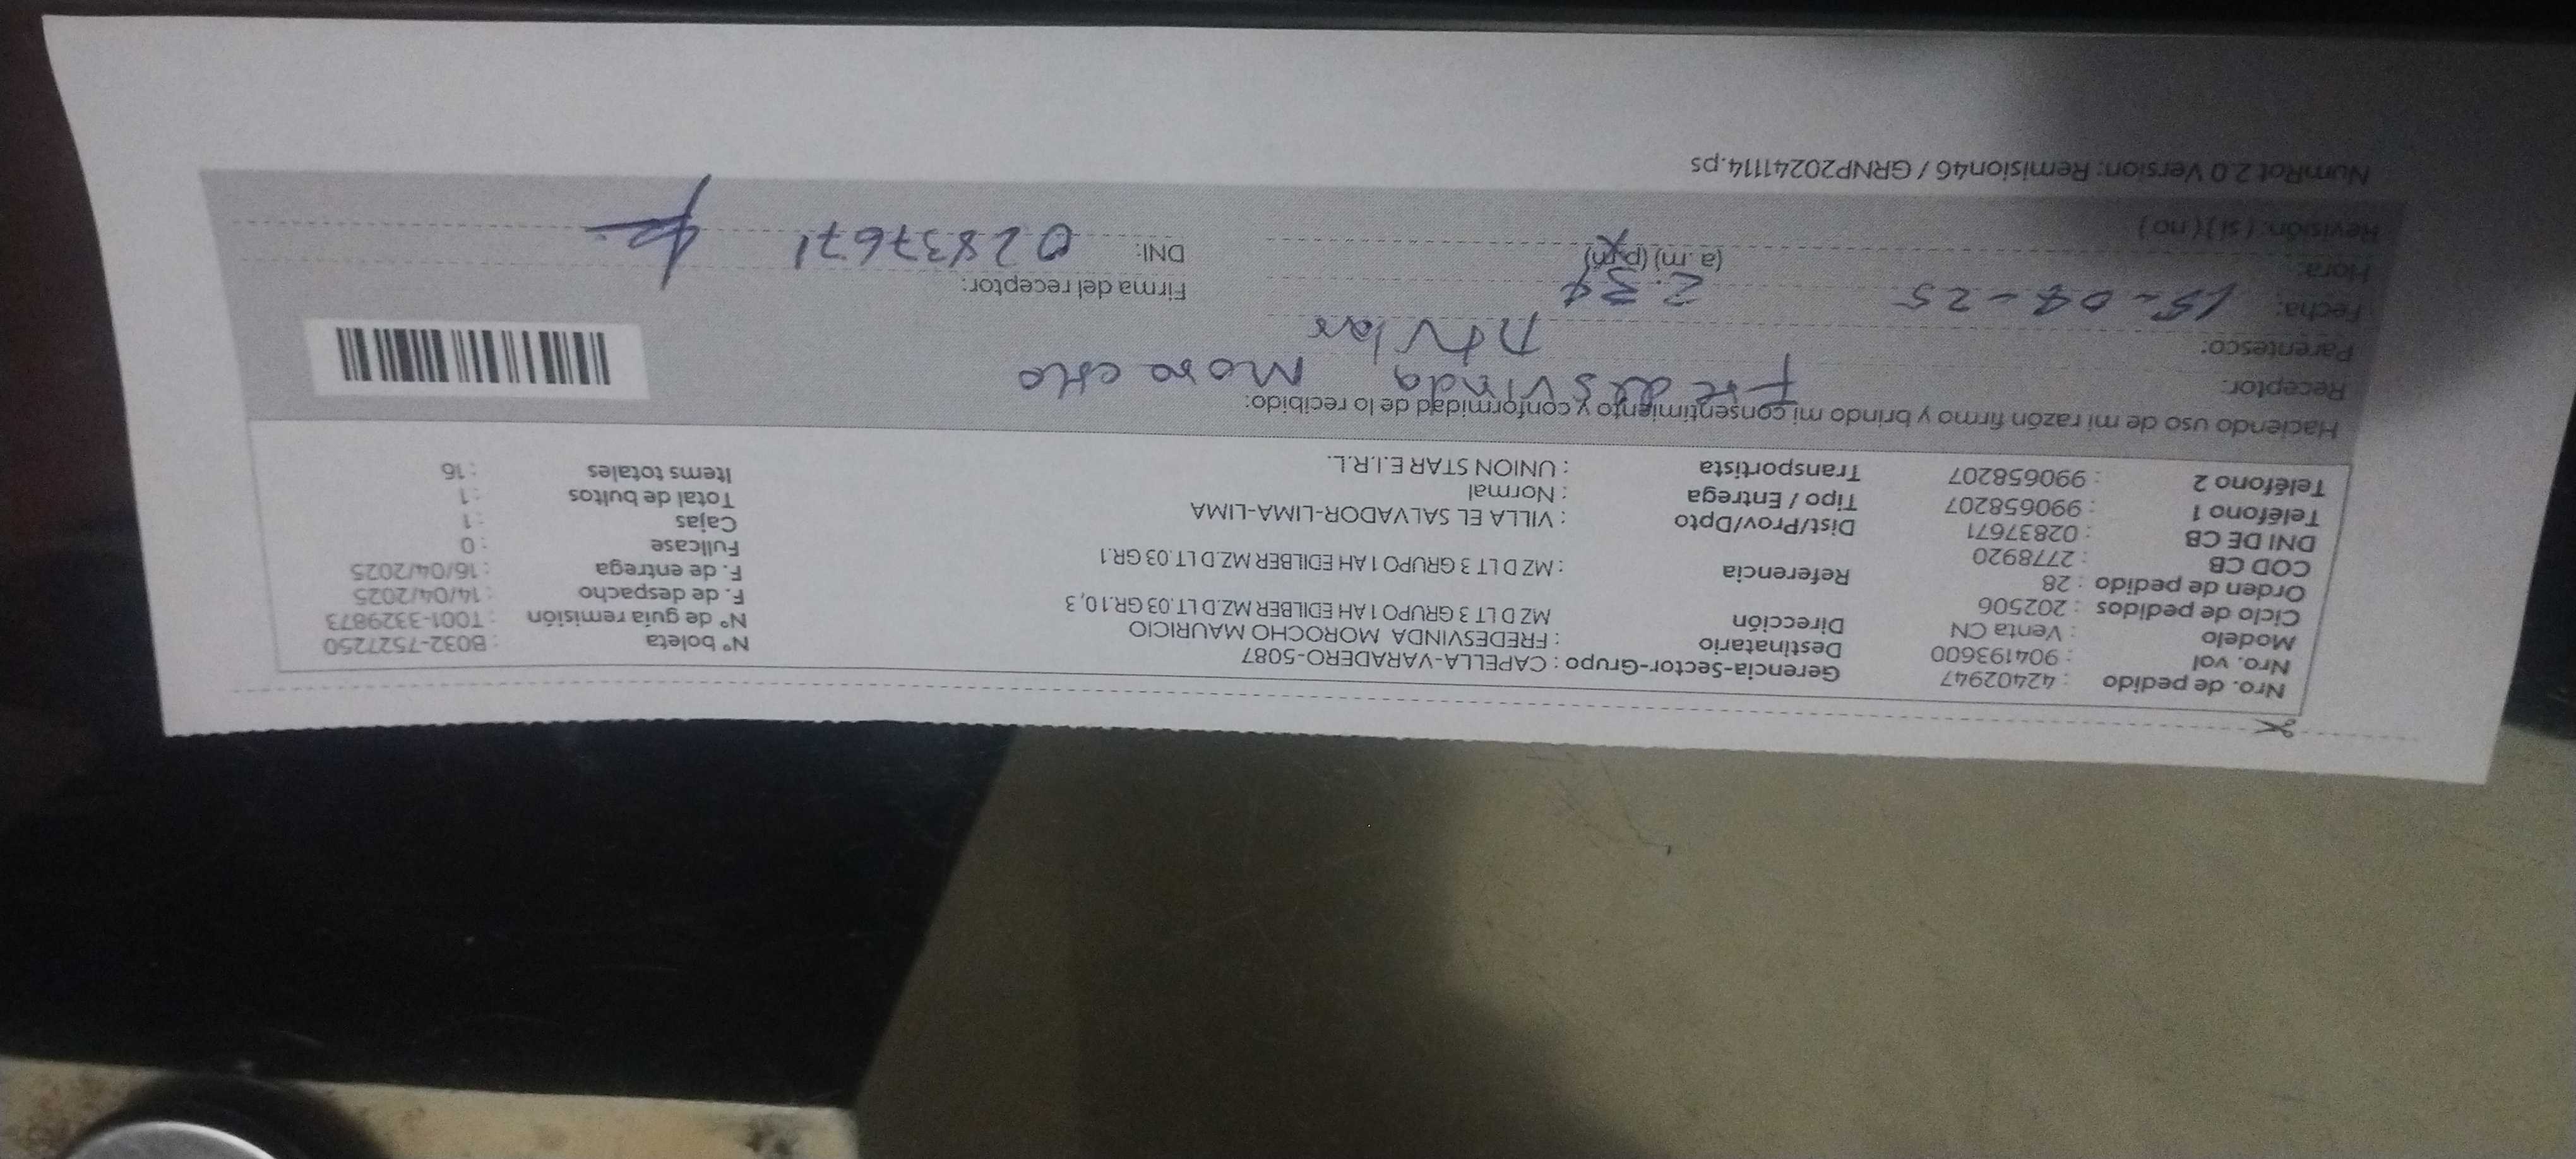 Nro. de pedido : 42402947 Gerencia-Sector-Grupo : CAPELLA-VARADERO-5087
Nro. vol : 904193600 Destinatario : FREDESVINDA MOROCHO MAURICIO Nº boleta : B032-7527250
Modelo : Venta CN Dirección MZ D LT 3 GRUPO 1 AH EDILBER MZ.D LT.03 GR.10,3 Nº de guía remisión : T001-3329873
Ciclo de pedidos : 202506 F. de despacho : 14/04/2025
Orden de pedido : 28 Referencia : MZ D LT 3 GRUPO 1 AH EDILBER MZ.D LT.03 GR.1 F. de entrega : 16/04/2025
COD CB : 2778920 Fullcase : 0
DNI DE CB : 02837671 Dist/Prov/Dpto : VILLA EL SALVADOR-LIMA-LIMA Cajas : 1
Teléfono 1 : 990658207 Tipo / Entrega : Normal Total de bultos : 1
Teléfono 2 : 990658207 Transportista : UNION STAR E.I.R.L. Items totales : 16
Haciendo uso de mi razón firmo y brindo mi consentimiento y conformidad de lo recibido:
Receptor: Fredesvinda
Parentesco:
Fecha: 15-04-25 Firma del receptor:
Hora: 2.34 (a.m) (p.m) DNI: 02837671
Revisión: (si) (no)
NumRot 2.0 Version: Remision46 / GRNP20241114.ps